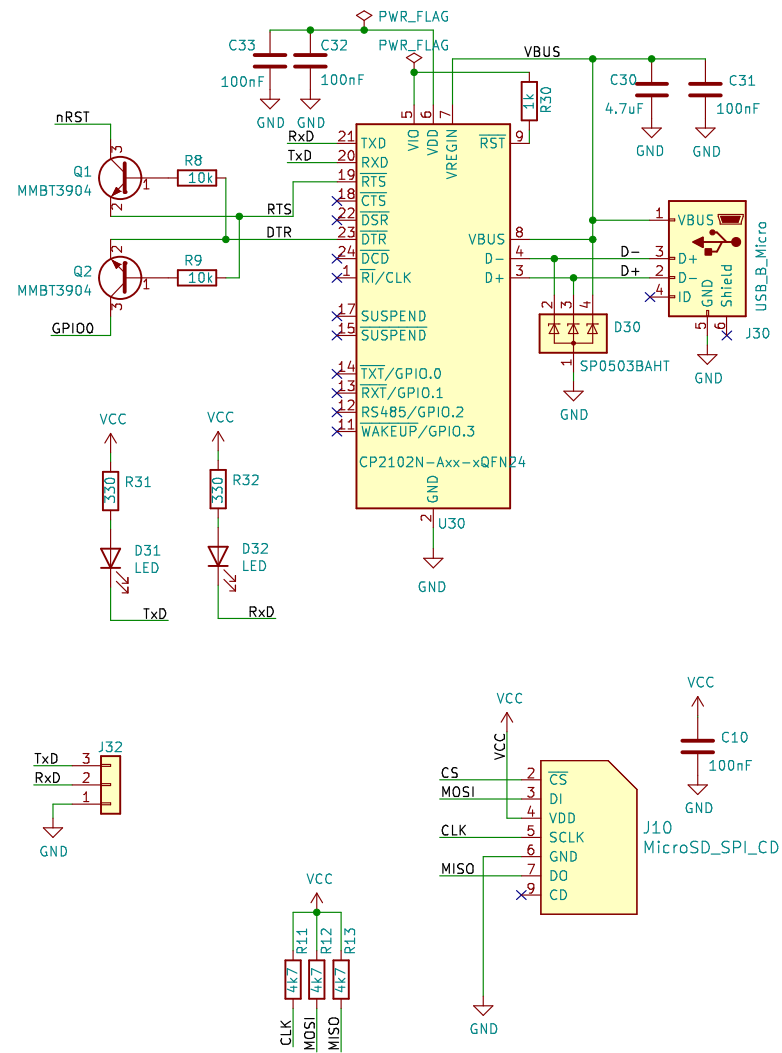 PWR_FLAG
C33
C32
PWR_FLAG
VBUS
100nF
100nF
C30
C31
4.7uF
100nF
1k
R30
GND
GND
GND
GND
nRST
5
6
7
RxD
21
TXD
VIO
VDD
VREGIN
RST
9
TxD
20
RXD
3
Q1
R8
MMBT3904
1
10k
19
RTS
2
RTS
18
CTS
22
DSR
DTR
23
DTR
VBUS
8
24
DCD
D-
4
D-
1
RI/CLK
D+
3
D+
1
VBUS
3
D+
2
D-
4
ID
GND
Shield
5
6
USB_B_Micro
J30
GND
2
Q2
R9
MMBT3904
1
10k
3
GPIO0
17
SUSPEND
15
SUSPEND
14
TXT/GPIO.0
13
RXT/GPIO.1
12
RS485/GPIO.2
11
WAKEUP/GPIO.3
2
3
4
D30
1
SP0503BAHT
GND
CP2102N-Axx-xQFN24
GND
2
U30
GND
VCC
VCC
330
R31
330
R32
D31
LED
D32
LED
TxD
RxD
VCC
C10
100nF
GND
J32
TxD
3
RxD
2
1
GND
VCC
VCC
CS
2
CS
MOSI
3
DI
4
VDD
CLK
5
SCLK
6
GND
MISO
7
DO
9
CD
J10
MicroSD_SPI_CD
GND
VCC
R11
R12
R13
4k7
4k7
4k7
CLK
MOSI
MISO